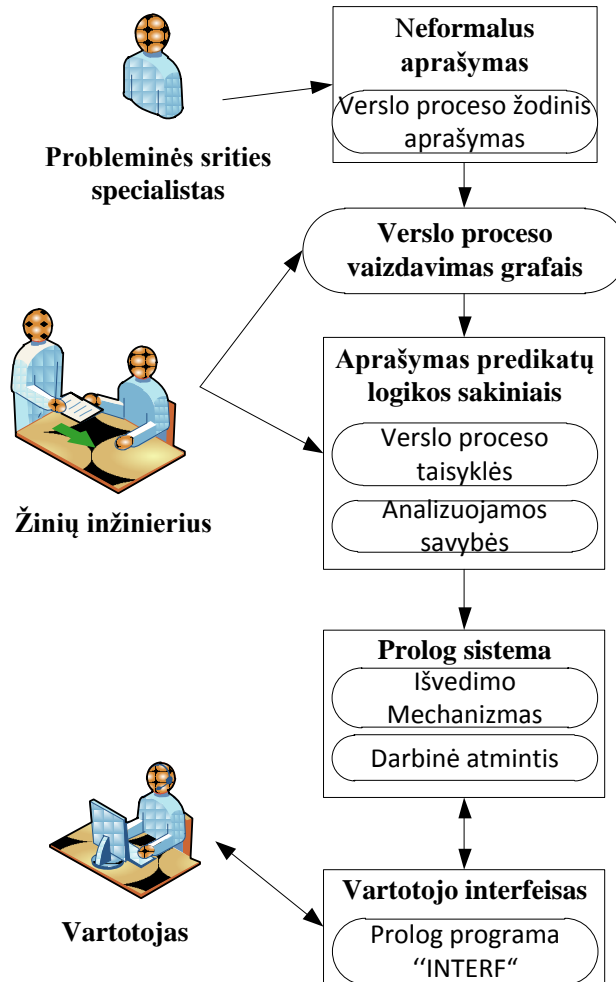 Neformalus
aprašymas
Verslo proceso žodinis
aprašymas
Probleminės srities
specialistas
Verslo proceso
vaizdavimas grafais
Aprašymas predikatų
logikos sakiniais
Verslo proceso
taisyklės
Analizuojamos
savybės
Žinių inžinierius
Prolog sistema
Išvedimo
Mechanizmas
Darbinė atmintis
Vartotojas
Vartotojo interfeisas
Prolog programa
‘‘INTERF“